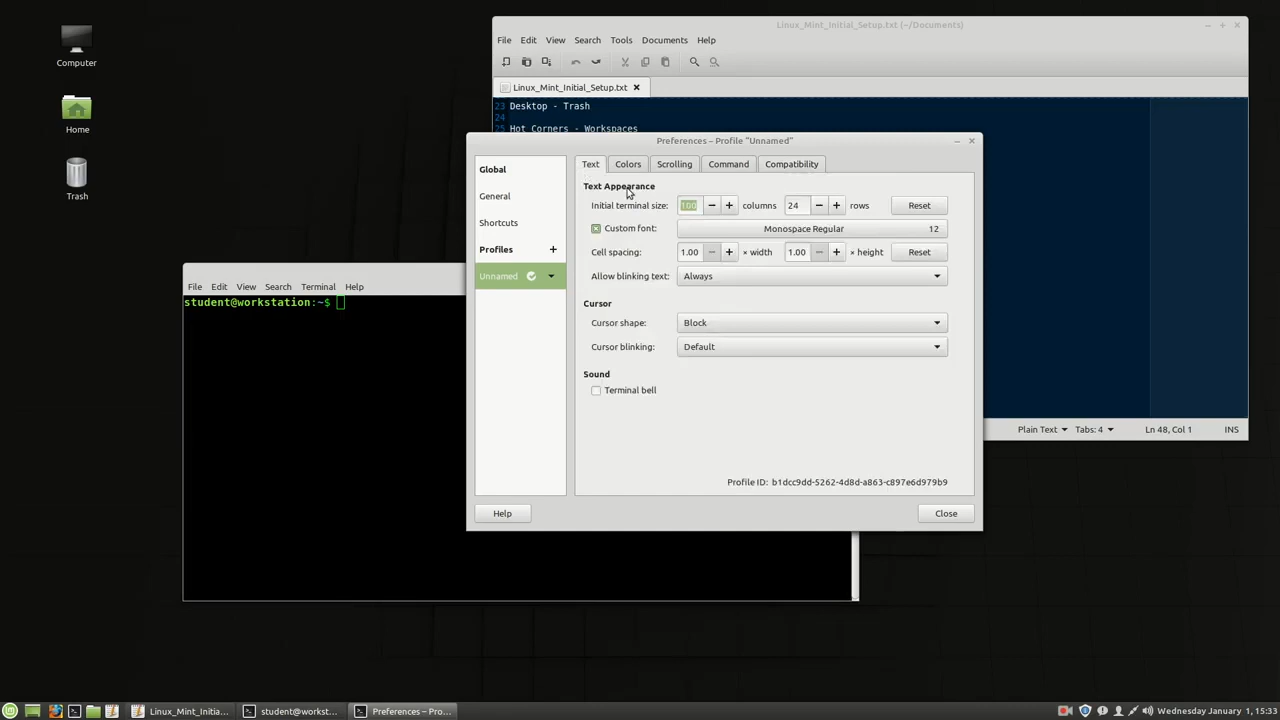 Computer
Home
Trash
Linux_Mint_Initial_Setup.txt (~/Documents)
File Edit View Search Tools Documents Help
Linux_Mint_Initial_Setup.txt
23 Desktop - Trash
24
25 Hot Corners - Workspaces
Plain Text Tabs: 4 Ln 48, Col 1 INS
File Edit View Search Terminal Help
student@workstation:~$
Preferences – Profile "Unnamed"
Global
General
Shortcuts
Profiles
Unnamed
Text Colors Scrolling Command Compatibility
Text Appearance
Initial terminal size: 100 columns 24 rows Reset
Custom font: Monospace Regular 12
Cell spacing: 1.00 × width 1.00 × height Reset
Allow blinking text: Always
Cursor
Cursor shape: Block
Cursor blinking: Default
Sound
Terminal bell
Profile ID: b1dcc9dd-5262-4d8d-a863-c897e6d979b9
Help Close
Linux_Mint_Initia... student@workst... Preferences – Pro... Wednesday January 1, 15:33